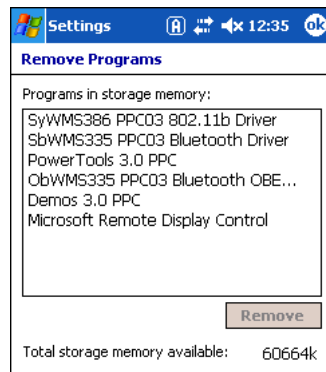 Settings A 12:35 ok
Remove Programs
Programs in storage memory:
SyWMS386 PPC03 802.11b Driver
SbWMS335 PPC03 Bluetooth Driver
PowerTools 3.0 PPC
ObWMS335 PPC03 Bluetooth OBE...
Demos 3.0 PPC
Microsoft Remote Display Control
Remove
Total storage memory available: 60664k